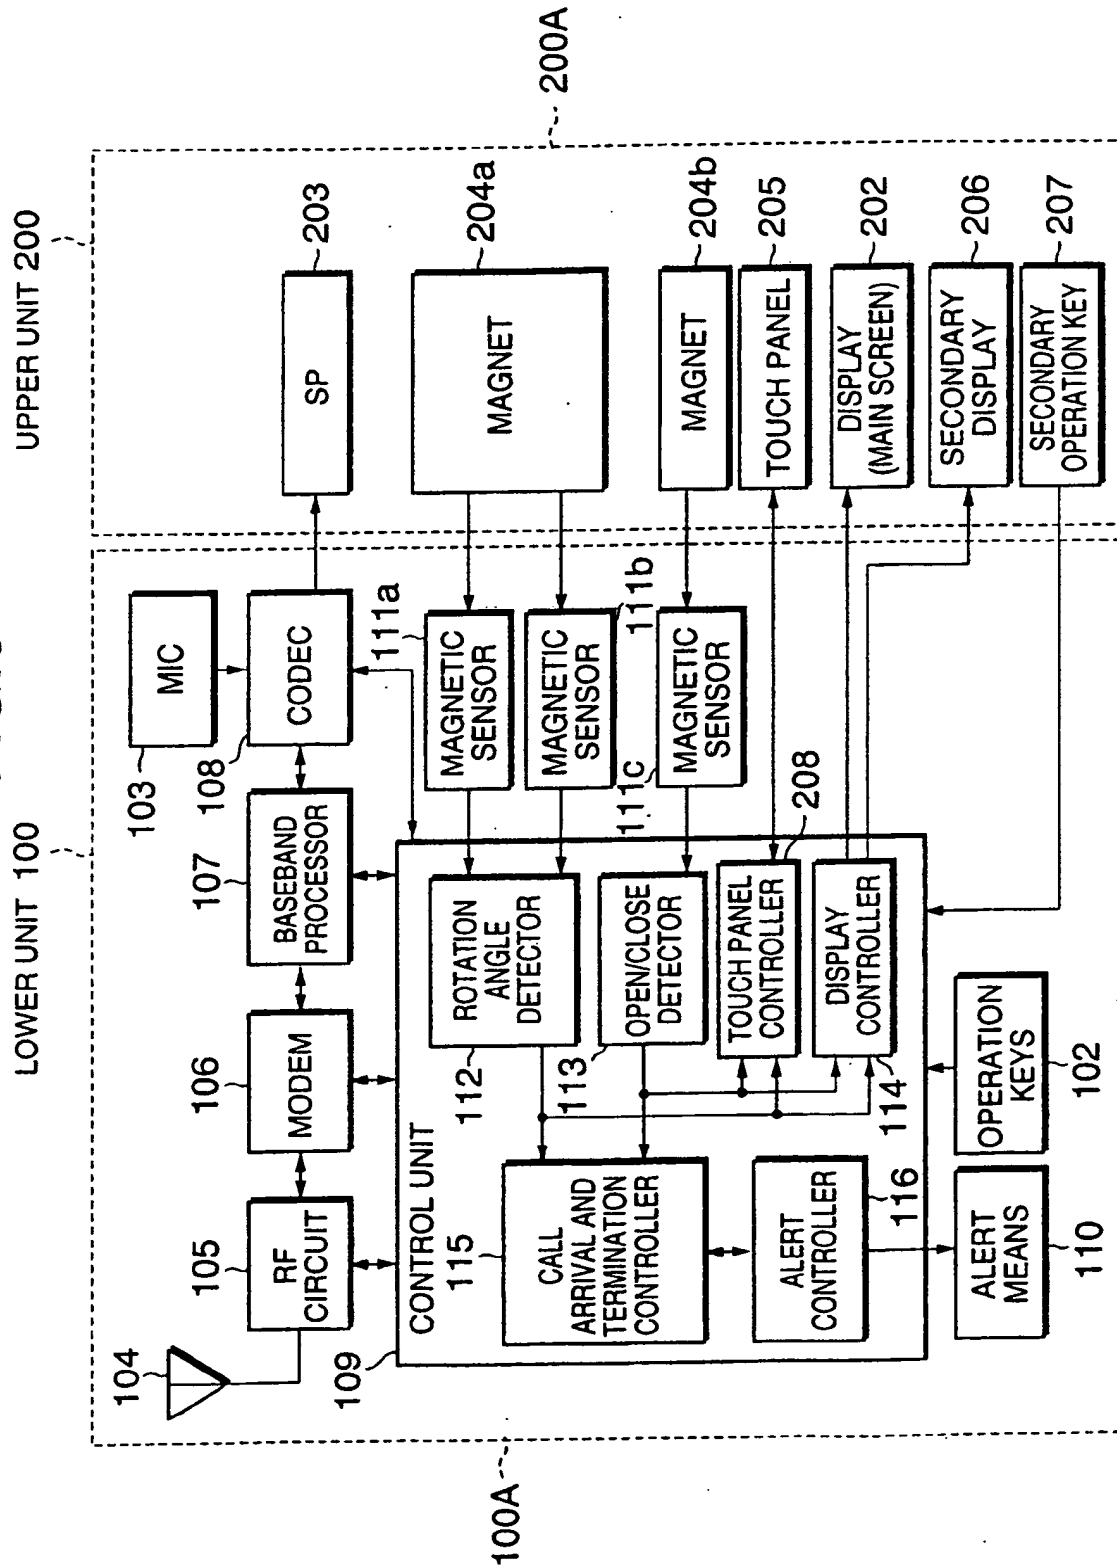 LOWER UNIT 100
UPPER UNIT 200
100A
200A
104
105
RF
CIRCUIT
106
MODEM
107
BASEBAND
PROCESSOR
108
CODEC
103
MIC
SP
203
109
CONTROL UNIT
115
CALL
ARRIVAL AND
TERMINATION
CONTROLLER
112
ROTATION
ANGLE
DETECTOR
111a
MAGNETIC
SENSOR
MAGNETIC
SENSOR
111b
MAGNET
204a
113
OPEN/CLOSE
DETECTOR
111c
MAGNETIC
SENSOR
MAGNET
204b
TOUCH PANEL
CONTROLLER
208
TOUCH PANEL
205
ALERT
CONTROLLER
116
114
DISPLAY
CONTROLLER
DISPLAY
(MAIN SCREEN)
202
SECONDARY
DISPLAY
206
SECONDARY
OPERATION KEY
207
ALERT
MEANS
110
OPERATION
KEYS
102